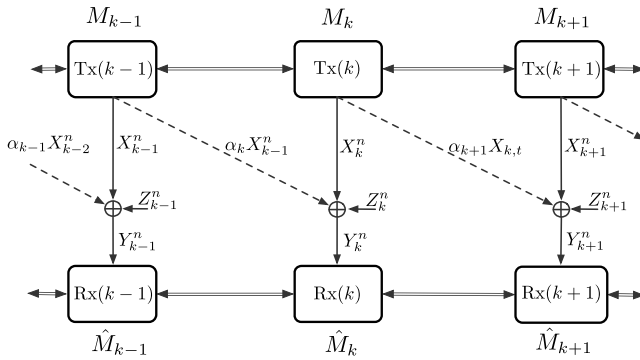 M_{k−1} M_k M_{k+1}
Tx(k−1) Tx(k) Tx(k+1)
α_{k−1}X^n_{k−2} X^n_{k−1} α_kX^n_{k−1} X^n_k α_{k+1}X_{k,t} X^n_{k+1}
Z^n_{k−1} Z^n_k Z^n_{k+1}
Y^n_{k−1} Y^n_k Y^n_{k+1}
Rx(k−1) Rx(k) Rx(k+1)
M̂_{k−1} M̂_k M̂_{k+1}